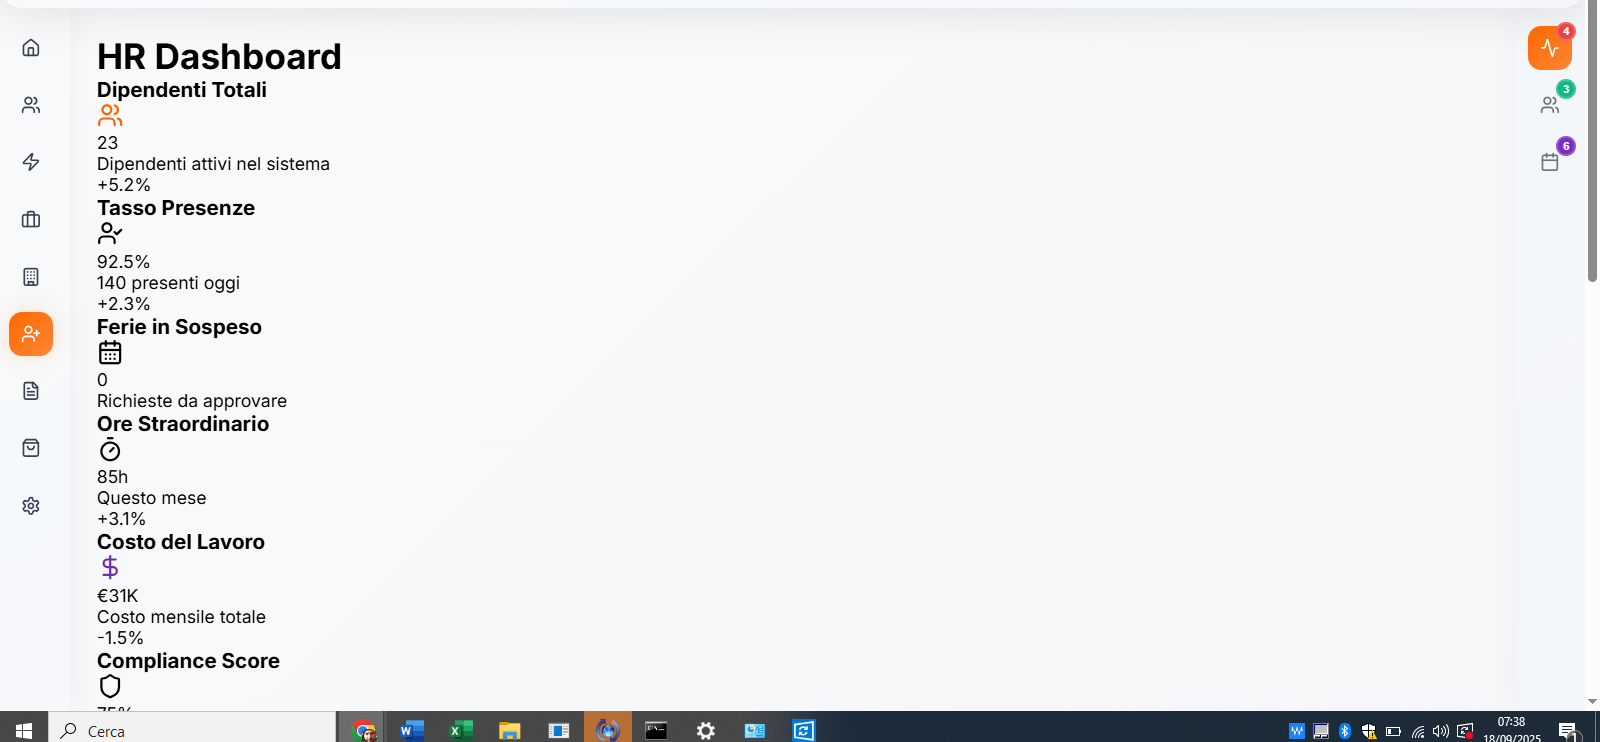 HR Dashboard
Dipendenti Totali
23
Dipendenti attivi nel sistema
+5.2%
Tasso Presenze
92.5%
140 presenti oggi
+2.3%
Ferie in Sospeso
0
Richieste da approvare
Ore Straordinario
85h
Questo mese
+3.1%
Costo del Lavoro
€31K
Costo mensile totale
-1.5%
Compliance Score
75%
4
3
6
Cerca
07:38
18/09/2025
1